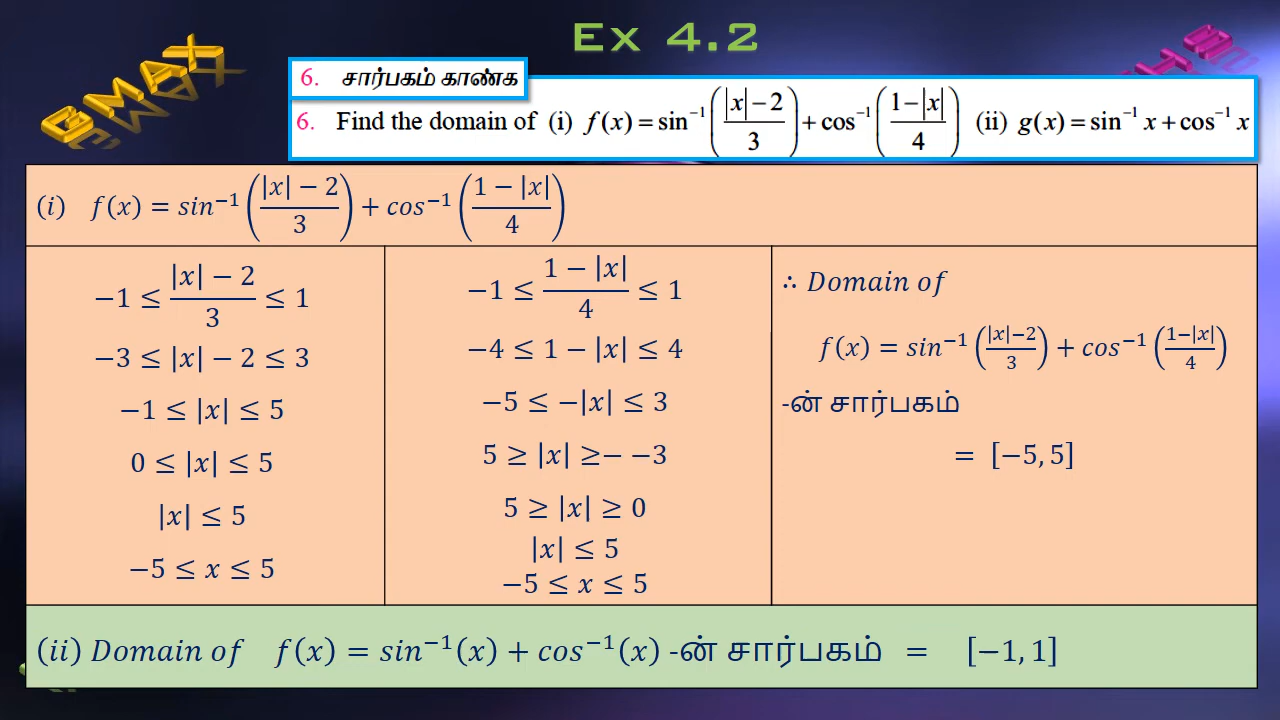 Ex 4.2
QMAX
6. சார்பகம் காண்க
6. Find the domain of (i) f(x) = sin⁻¹((|x|−2)/3) + cos⁻¹((1−|x|)/4) (ii) g(x) = sin⁻¹ x + cos⁻¹ x
(i) f(x) = sin⁻¹((|x| − 2)/3) + cos⁻¹((1 − |x|)/4)
−1 ≤ (|x| − 2)/3 ≤ 1
−3 ≤ |x| − 2 ≤ 3
−1 ≤ |x| ≤ 5
0 ≤ |x| ≤ 5
|x| ≤ 5
−5 ≤ x ≤ 5
−1 ≤ (1 − |x|)/4 ≤ 1
−4 ≤ 1 − |x| ≤ 4
−5 ≤ −|x| ≤ 3
5 ≥ |x| ≥− −3
5 ≥ |x| ≥ 0
|x| ≤ 5
−5 ≤ x ≤ 5
∴ Domain of
f(x) = sin⁻¹((|x|−2)/3) + cos⁻¹((1−|x|)/4)
-ன் சார்பகம்
= [−5, 5]
(ii) Domain of f(x) = sin⁻¹(x) + cos⁻¹(x) -ன் சார்பகம் = [−1, 1]